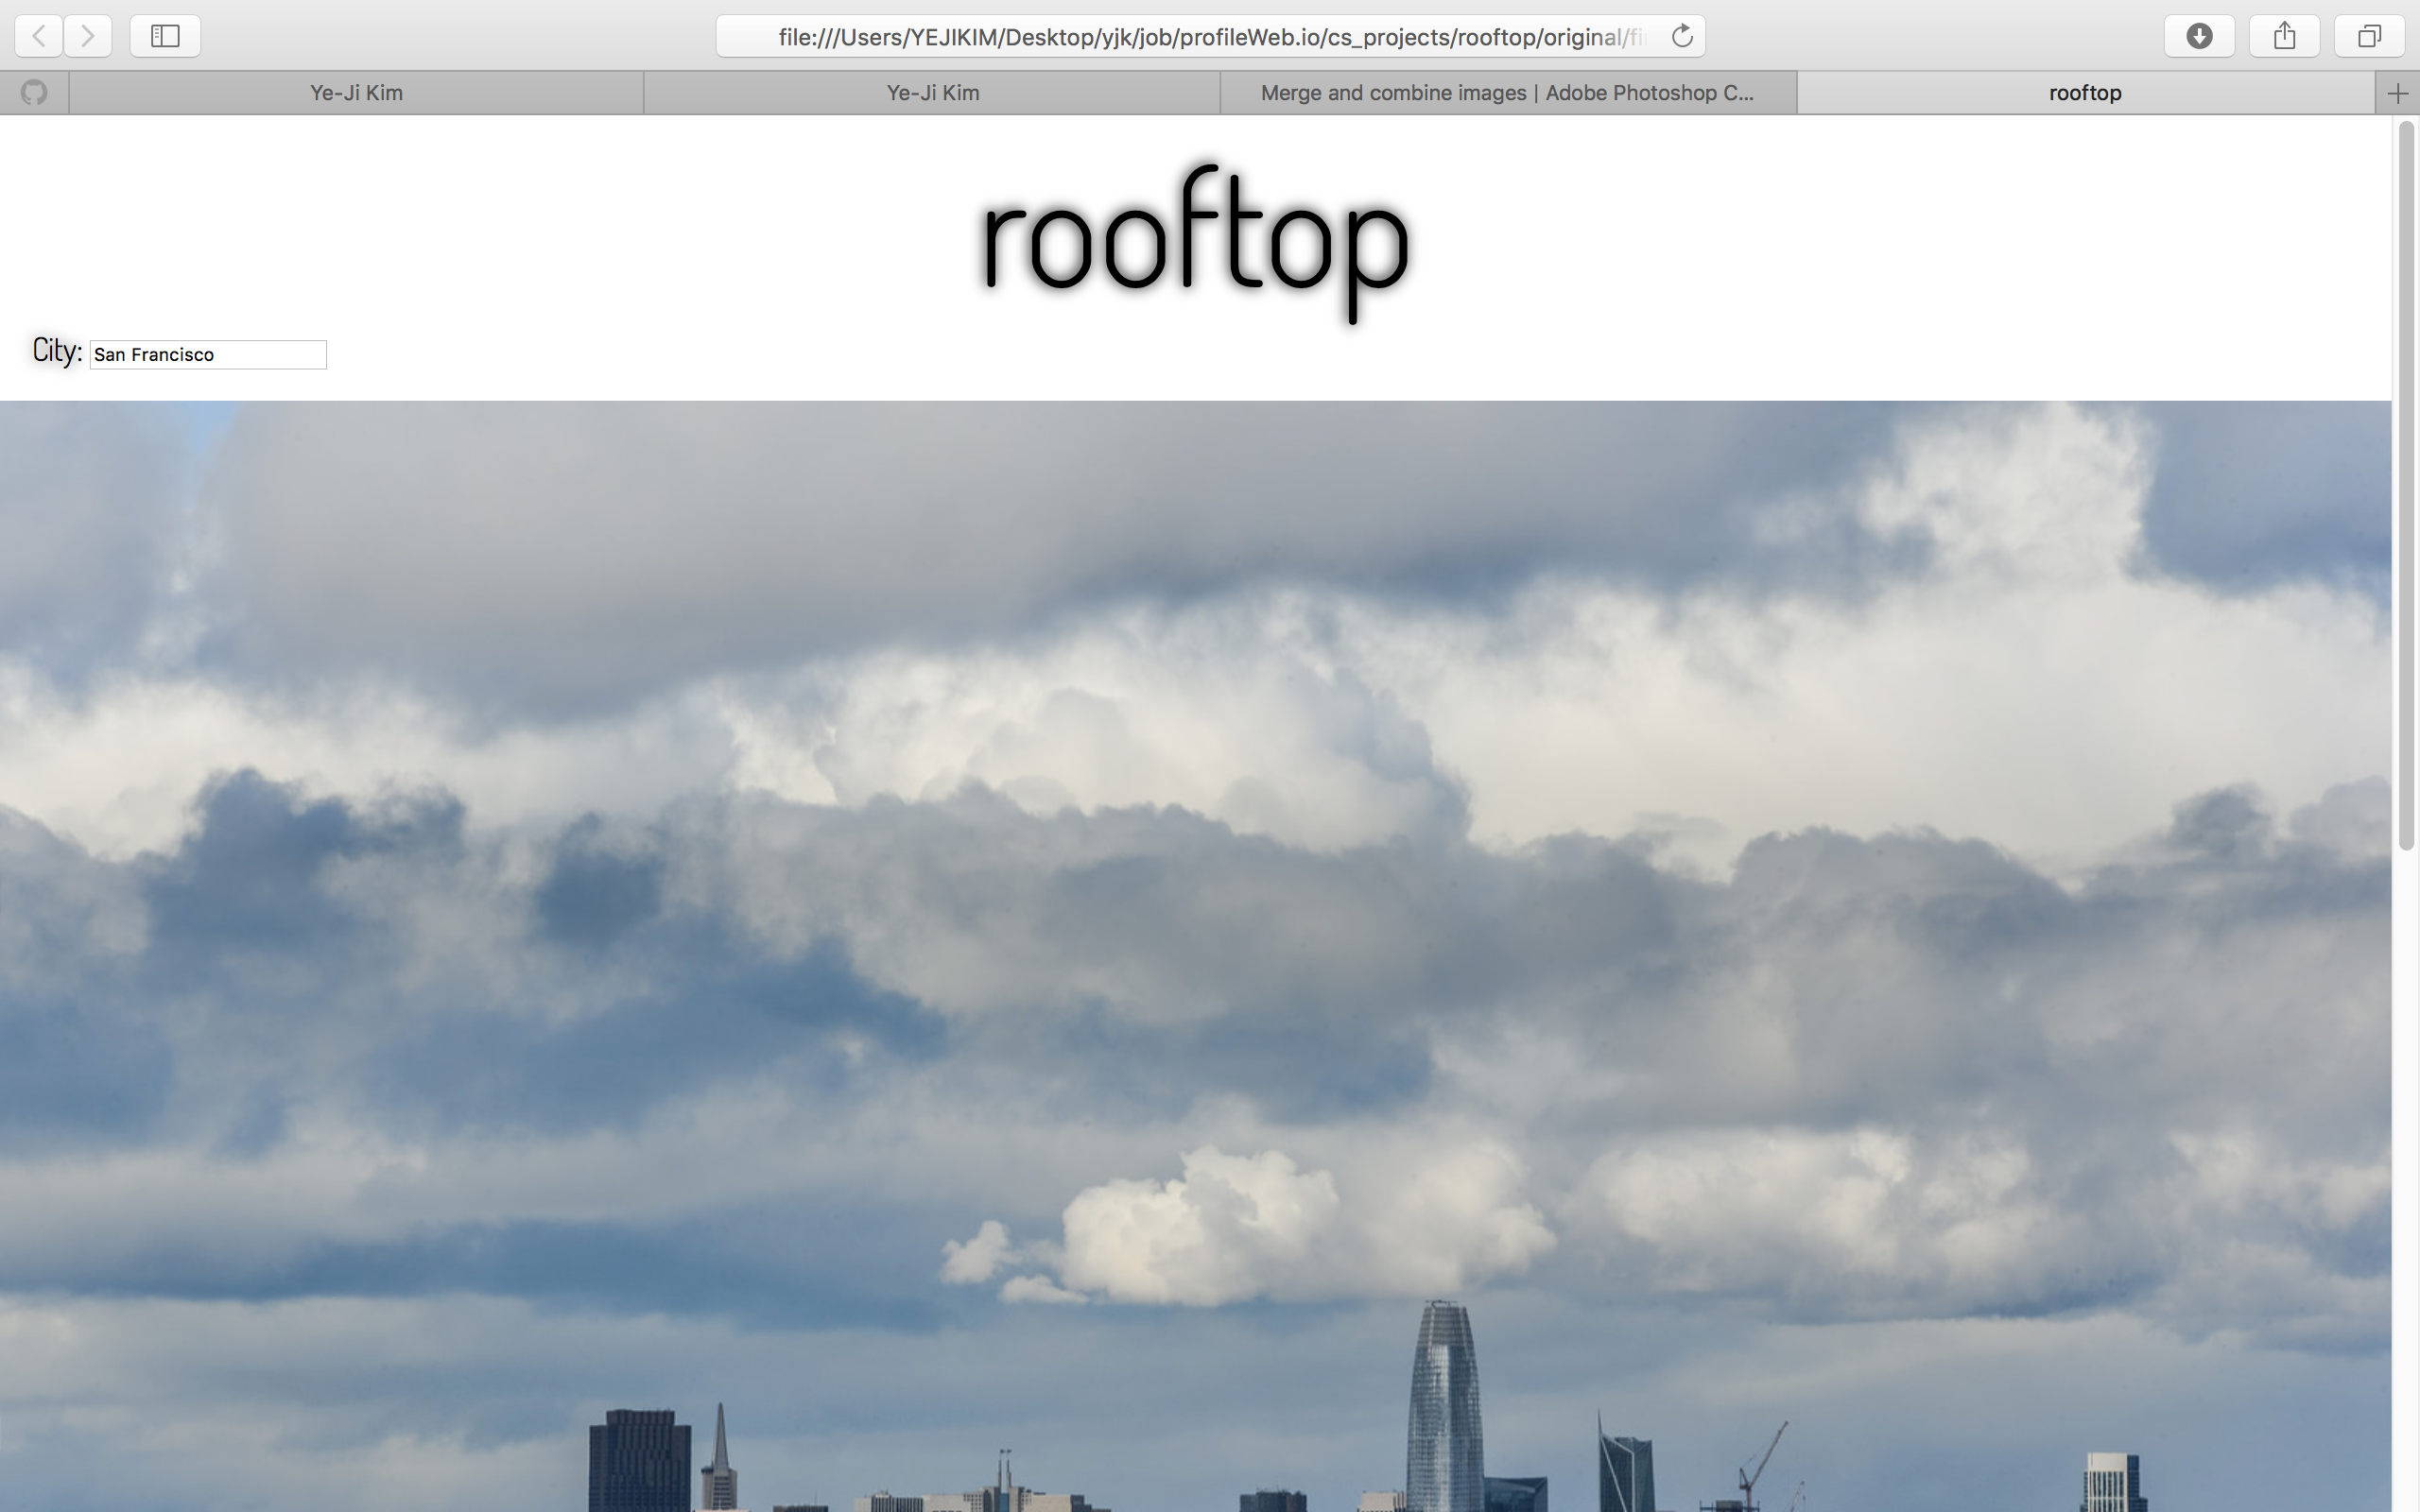 file:///Users/YEJIKIM/Desktop/yjk/job/profileWeb.io/cs_projects/rooftop/original/fi
Ye-Ji Kim
Ye-Ji Kim
Merge and combine images | Adobe Photoshop C...
rooftop
rooftop
City: San Francisco